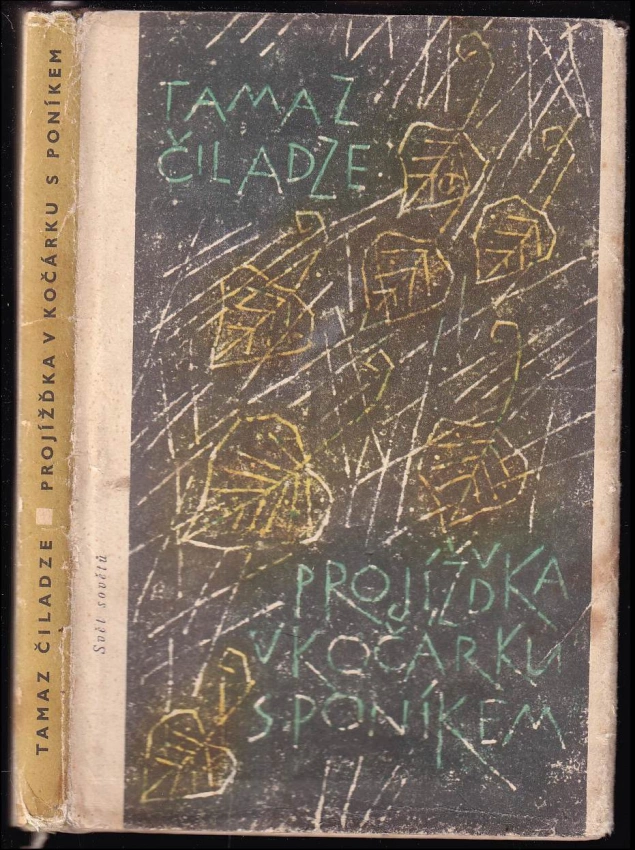 TAMAZ ČILADZE PROJÍŽĎKA V KOČÁRKU S PONÍKEM
Svět sovětů
TAMAZ
ČILADZE
PROJÍŽĎKA
V KOČÁRKU
S PONÍKEM